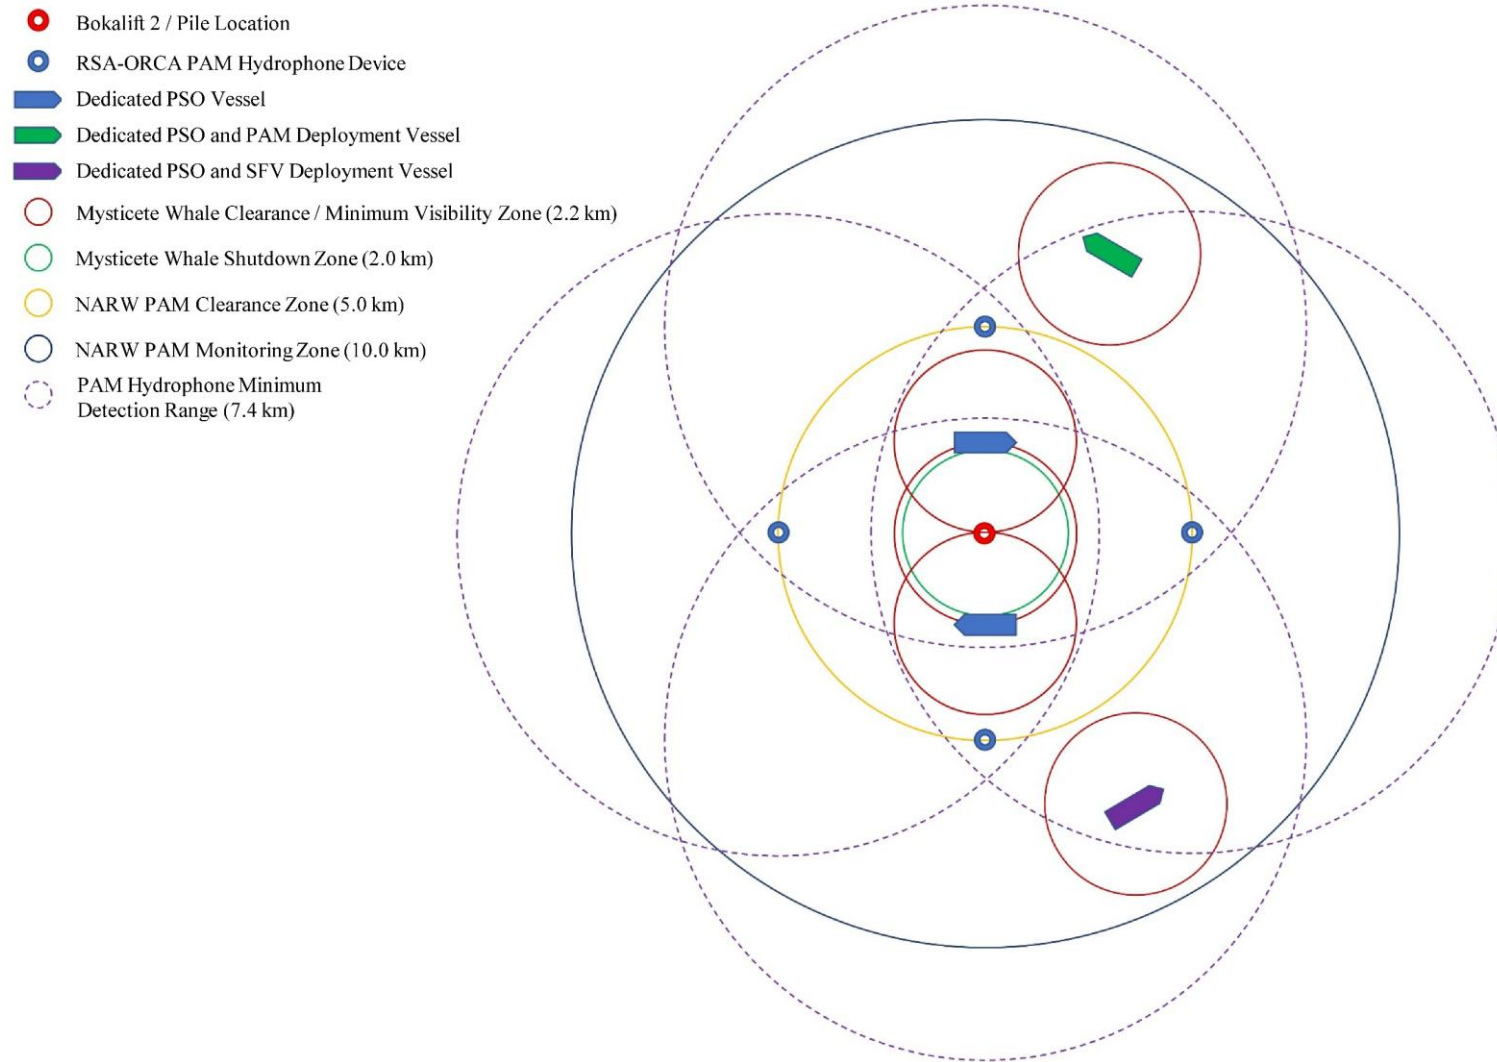 Bokalift 2 / Pile Location
RSA-ORCA PAM Hydrophone Device
Dedicated PSO Vessel
Dedicated PSO and PAM Deployment Vessel
Dedicated PSO and SFV Deployment Vessel
Mysticete Whale Clearance / Minimum Visibility Zone (2.2 km)
Mysticete Whale Shutdown Zone (2.0 km)
NARW PAM Clearance Zone (5.0 km)
NARW PAM Monitoring Zone (10.0 km)
PAM Hydrophone Minimum
Detection Range (7.4 km)